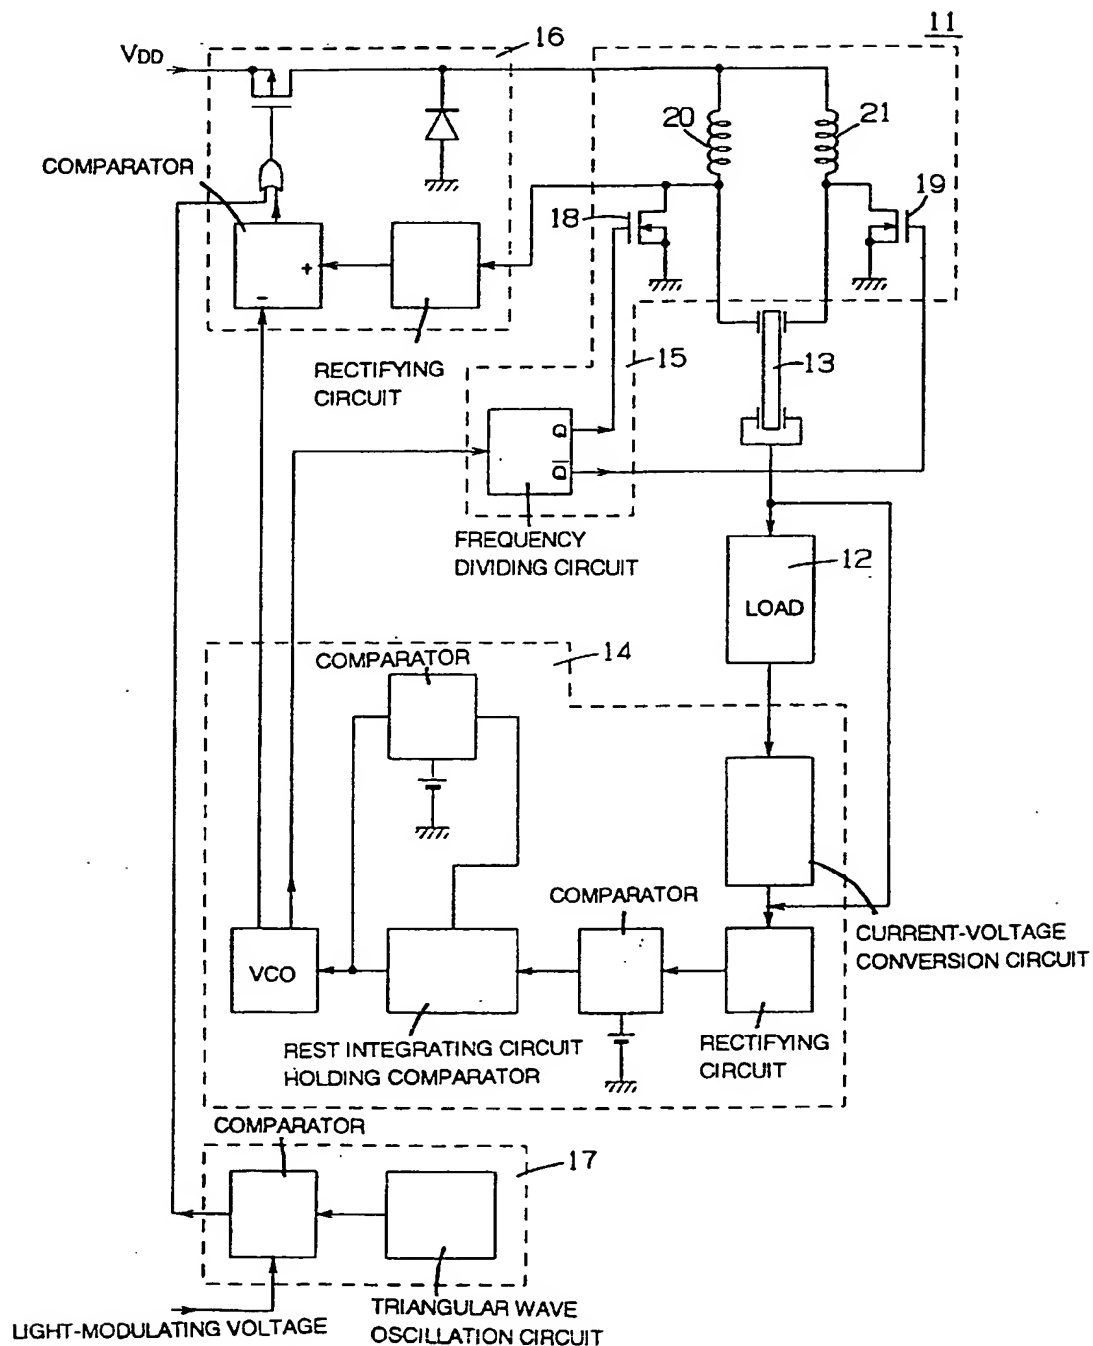 11
16
VDD
20
21
COMPARATOR
18
19
+
-
RECTIFYING
CIRCUIT
15
13
Q
Q̅
FREQUENCY
DIVIDING CIRCUIT
12
LOAD
14
COMPARATOR
COMPARATOR
CURRENT-VOLTAGE
CONVERSION CIRCUIT
VCO
REST INTEGRATING CIRCUIT
HOLDING COMPARATOR
RECTIFYING
CIRCUIT
COMPARATOR
17
LIGHT-MODULATING VOLTAGE
TRIANGULAR WAVE
OSCILLATION CIRCUIT